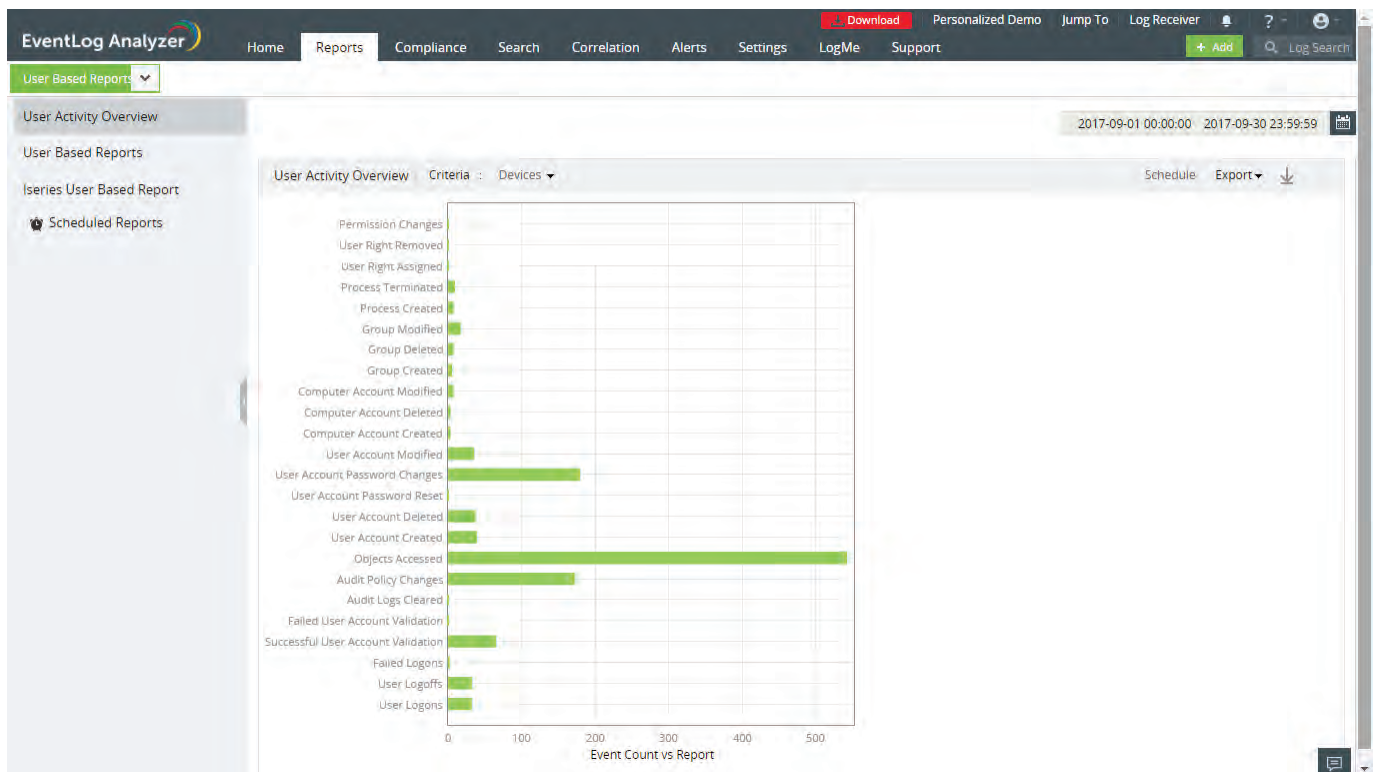 Download Personalized Demo Jump To Log Receiver ?
EventLog Analyzer
Home Reports Compliance Search Correlation Alerts Settings LogMe Support + Add Log Search
User Based Reports
User Activity Overview
User Based Reports
Iseries User Based Report
Scheduled Reports
2017-09-01 00:00:00 2017-09-30 23:59:59
User Activity Overview Criteria :: Devices Schedule Export
Permission Changes
User Right Removed
User Right Assigned
Process Terminated
Process Created
Group Modified
Group Deleted
Group Created
Computer Account Modified
Computer Account Deleted
Computer Account Created
User Account Modified
User Account Password Changes
User Account Password Reset
User Account Deleted
User Account Created
Objects Accessed
Audit Policy Changes
Audit Logs Cleared
Failed User Account Validation
Successful User Account Validation
Failed Logons
User Logoffs
User Logons
0 100 200 300 400 500
Event Count vs Report